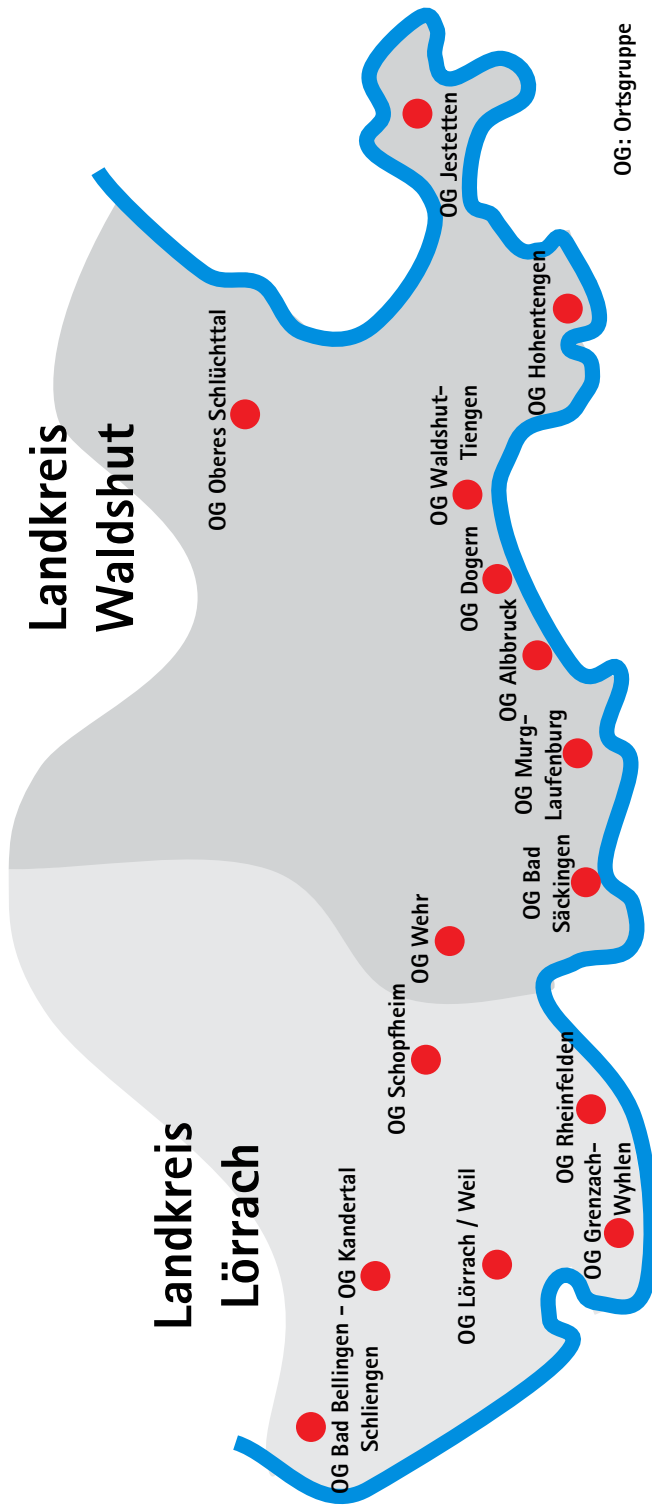 Landkreis
Waldshut
Landkreis
Lörrach
OG Oberes Schlüchttal
OG Jestetten
OG Hohentengen
OG Waldshut-
Tiengen
OG Dogern
OG Albbruck
OG Murg-
Laufenburg
OG Bad
Säckingen
OG Wehr
OG Schopfheim
OG Rheinfelden
OG Grenzach-
Wyhlen
OG Lörrach / Weil
OG Kandertal
OG Bad Bellingen -
Schliengen
OG: Ortsgruppe